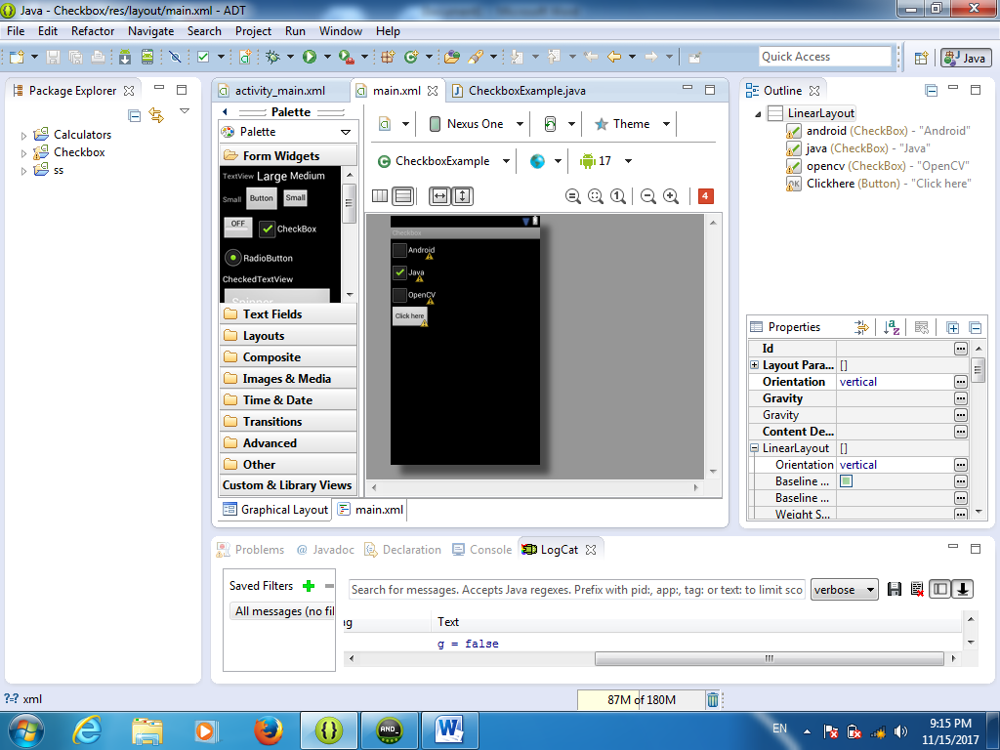 Java - Checkbox/res/layout/main.xml - ADT
File Edit Refactor Navigate Search Project Run Window Help
Quick Access
Java
Package Explorer
Calculators
Checkbox
ss
activity_main.xml
main.xml
CheckboxExample.java
Palette
Palette
Form Widgets
TextView Large Medium
Small Button Small
OFF CheckBox
RadioButton
CheckedTextView
Spinner
Text Fields
Layouts
Composite
Images & Media
Time & Date
Transitions
Advanced
Other
Custom & Library Views
Graphical Layout
main.xml
Nexus One
Theme
CheckboxExample
17
1
4
Checkbox
Android
Java
OpenCV
Click here
Outline
LinearLayout
android (CheckBox) - "Android"
java (CheckBox) - "Java"
opencv (CheckBox) - "OpenCV"
OK Clickhere (Button) - "Click here"
Properties
Id
Layout Para... []
Orientation vertical
Gravity
Gravity
Content De...
LinearLayout []
Orientation vertical
Baseline ...
Baseline ...
Weight S...
Problems @ Javadoc Declaration Console LogCat
Saved Filters
All messages (no fil
Search for messages. Accepts Java regexes. Prefix with pid:, app:, tag: or text: to limit sco
verbose
g Text
g = false
xml
87M of 180M
AND
W
EN
9:15 PM
11/15/2017